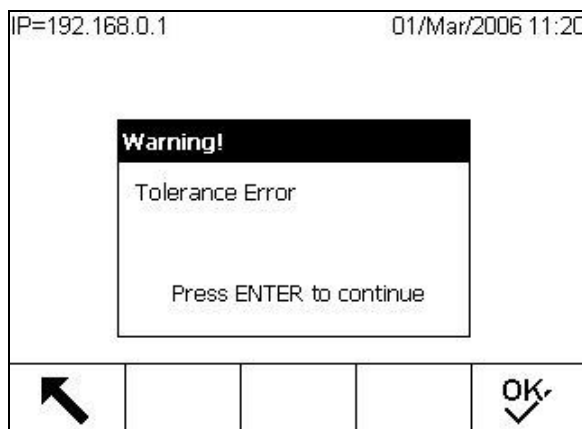 IP=192.168.0.1 01/Mar/2006 11:20
Warning!
Tolerance Error
Press ENTER to continue
OK